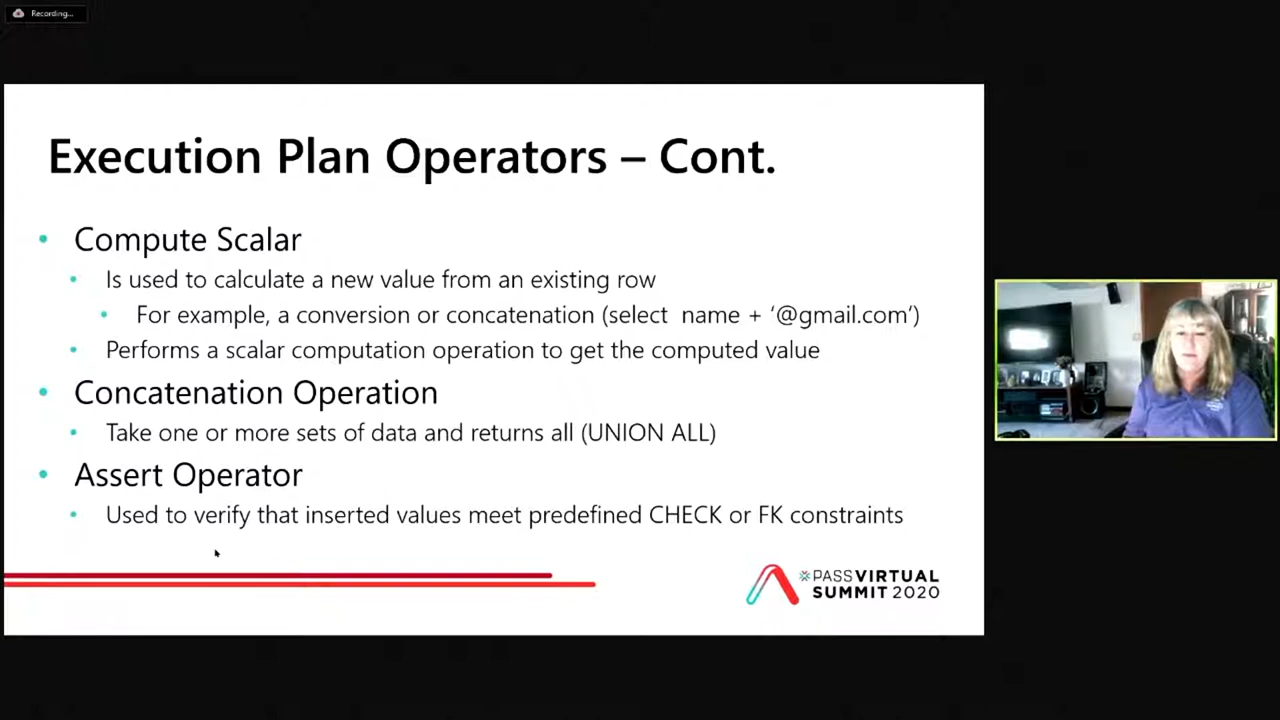 Recording...
Execution Plan Operators – Cont.
• Compute Scalar
• Is used to calculate a new value from an existing row
• For example, a conversion or concatenation (select name + ‘@gmail.com’)
• Performs a scalar computation operation to get the computed value
• Concatenation Operation
• Take one or more sets of data and returns all (UNION ALL)
• Assert Operator
• Used to verify that inserted values meet predefined CHECK or FK constraints
PASSVIRTUAL
SUMMIT 2020